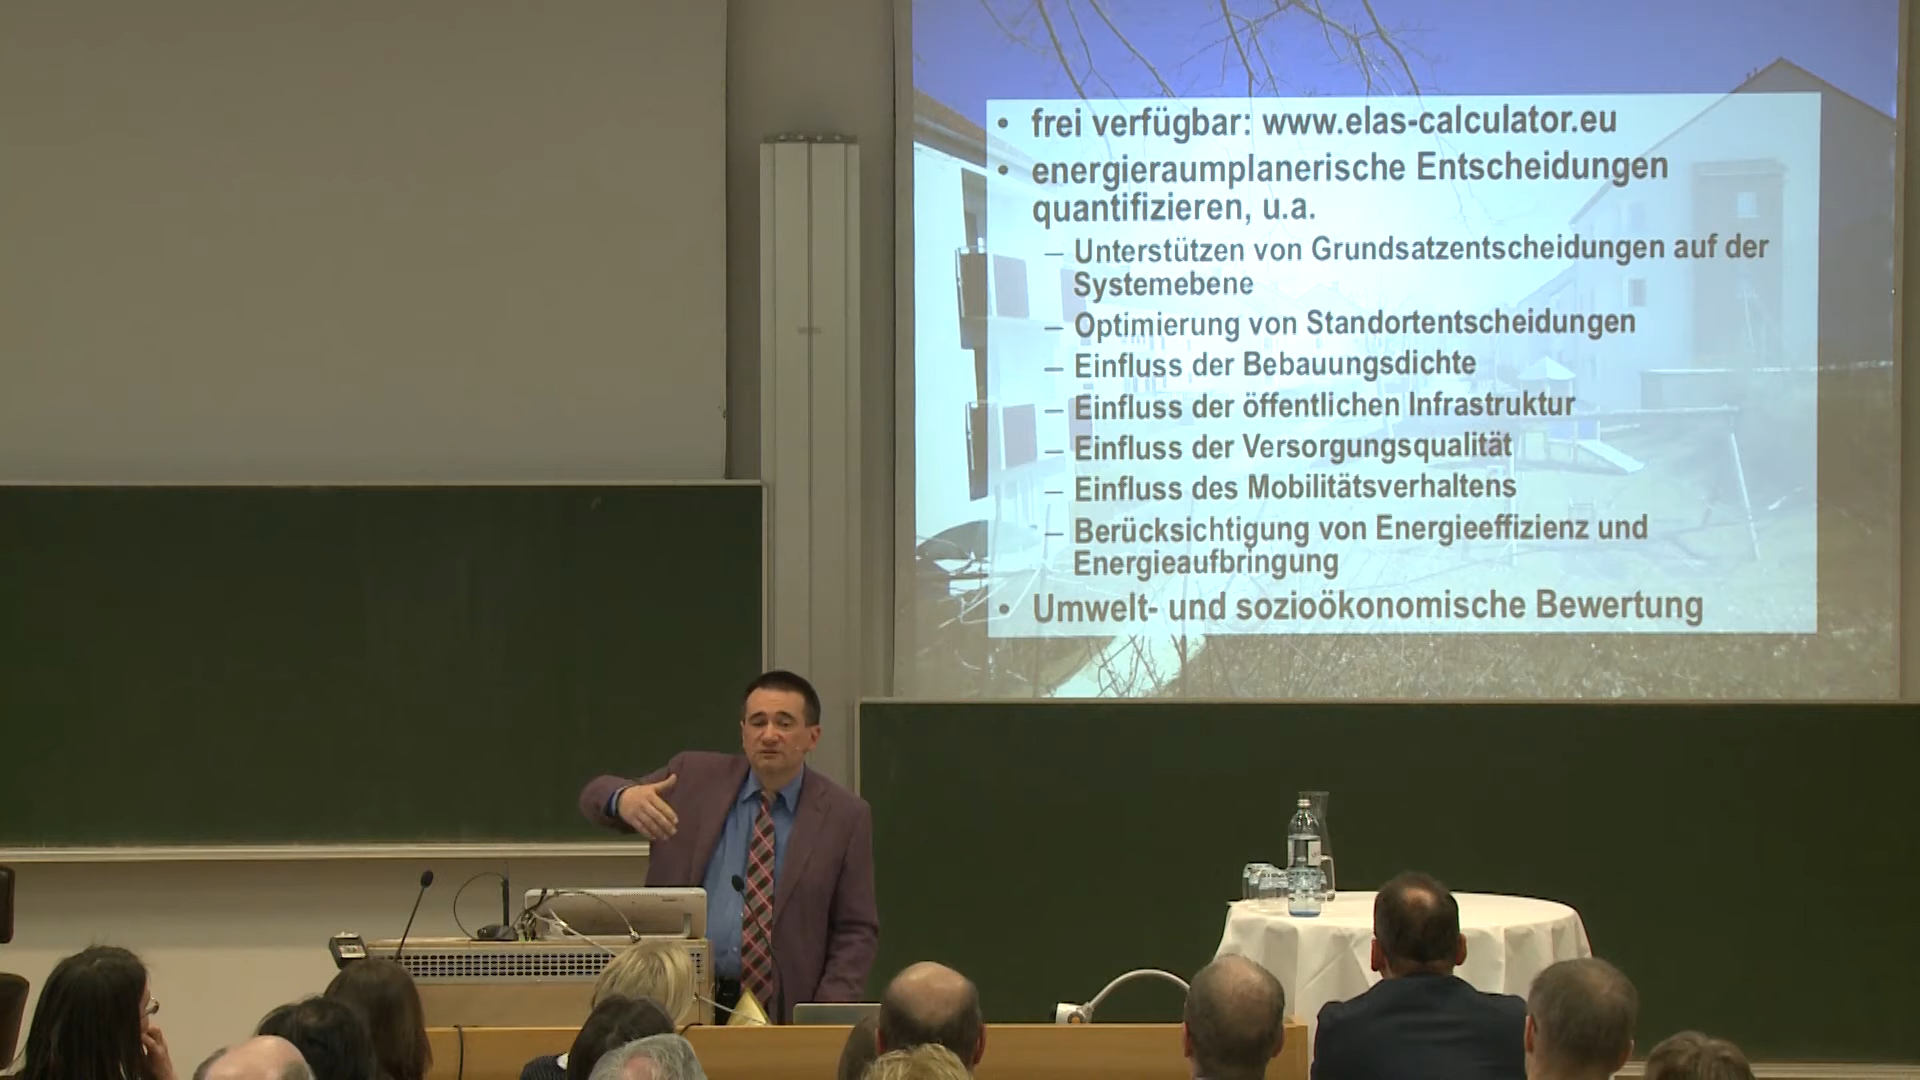 • frei verfügbar: www.elas-calculator.eu
• energieraumplanerische Entscheidungen
quantifizieren, u.a.
– Unterstützen von Grundsatzentscheidungen auf der
Systemebene
– Optimierung von Standortentscheidungen
– Einfluss der Bebauungsdichte
– Einfluss der öffentlichen Infrastruktur
– Einfluss der Versorgungsqualität
– Einfluss des Mobilitätsverhaltens
– Berücksichtigung von Energieeffizienz und
Energieaufbringung
• Umwelt- und sozioökonomische Bewertung